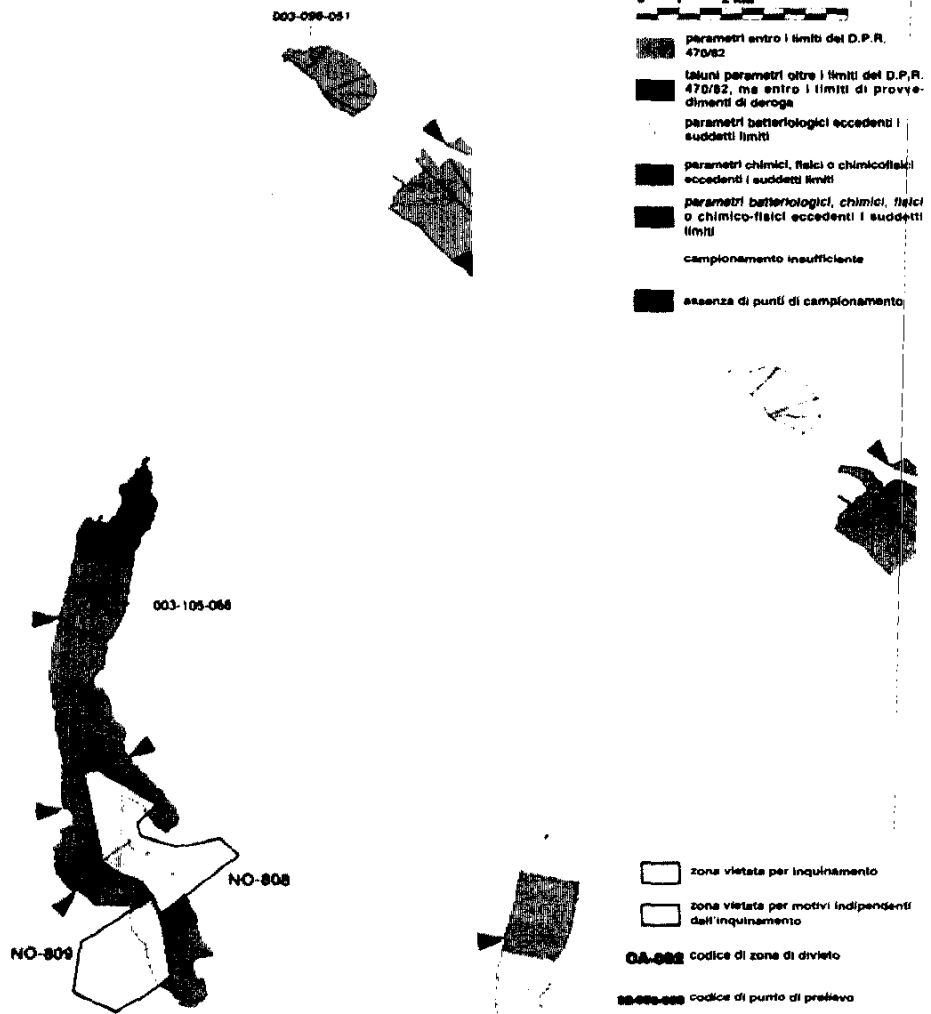 003-096-051
parametri entro i limiti del D.P.R.
470/82
taluni parametri oltre i limiti del D.P.R.
470/82, ma entro i limiti di provve-
dimenti di deroga
parametri batteriologici eccedenti i
suddetti limiti
parametri chimici, fisici o chimicofisici
eccedenti i suddetti limiti
parametri batteriologici, chimici, fisici
o chimico-fisici eccedenti i suddetti
limiti
campionamento insufficiente
assenza di punti di campionamento
003-105-058
NO-808
NO-809
zona vietata per inquinamento
zona vietata per motivi indipendenti
dall'inquinamento
CA-092 codice di zona di divieto
codice di punto di prelievo